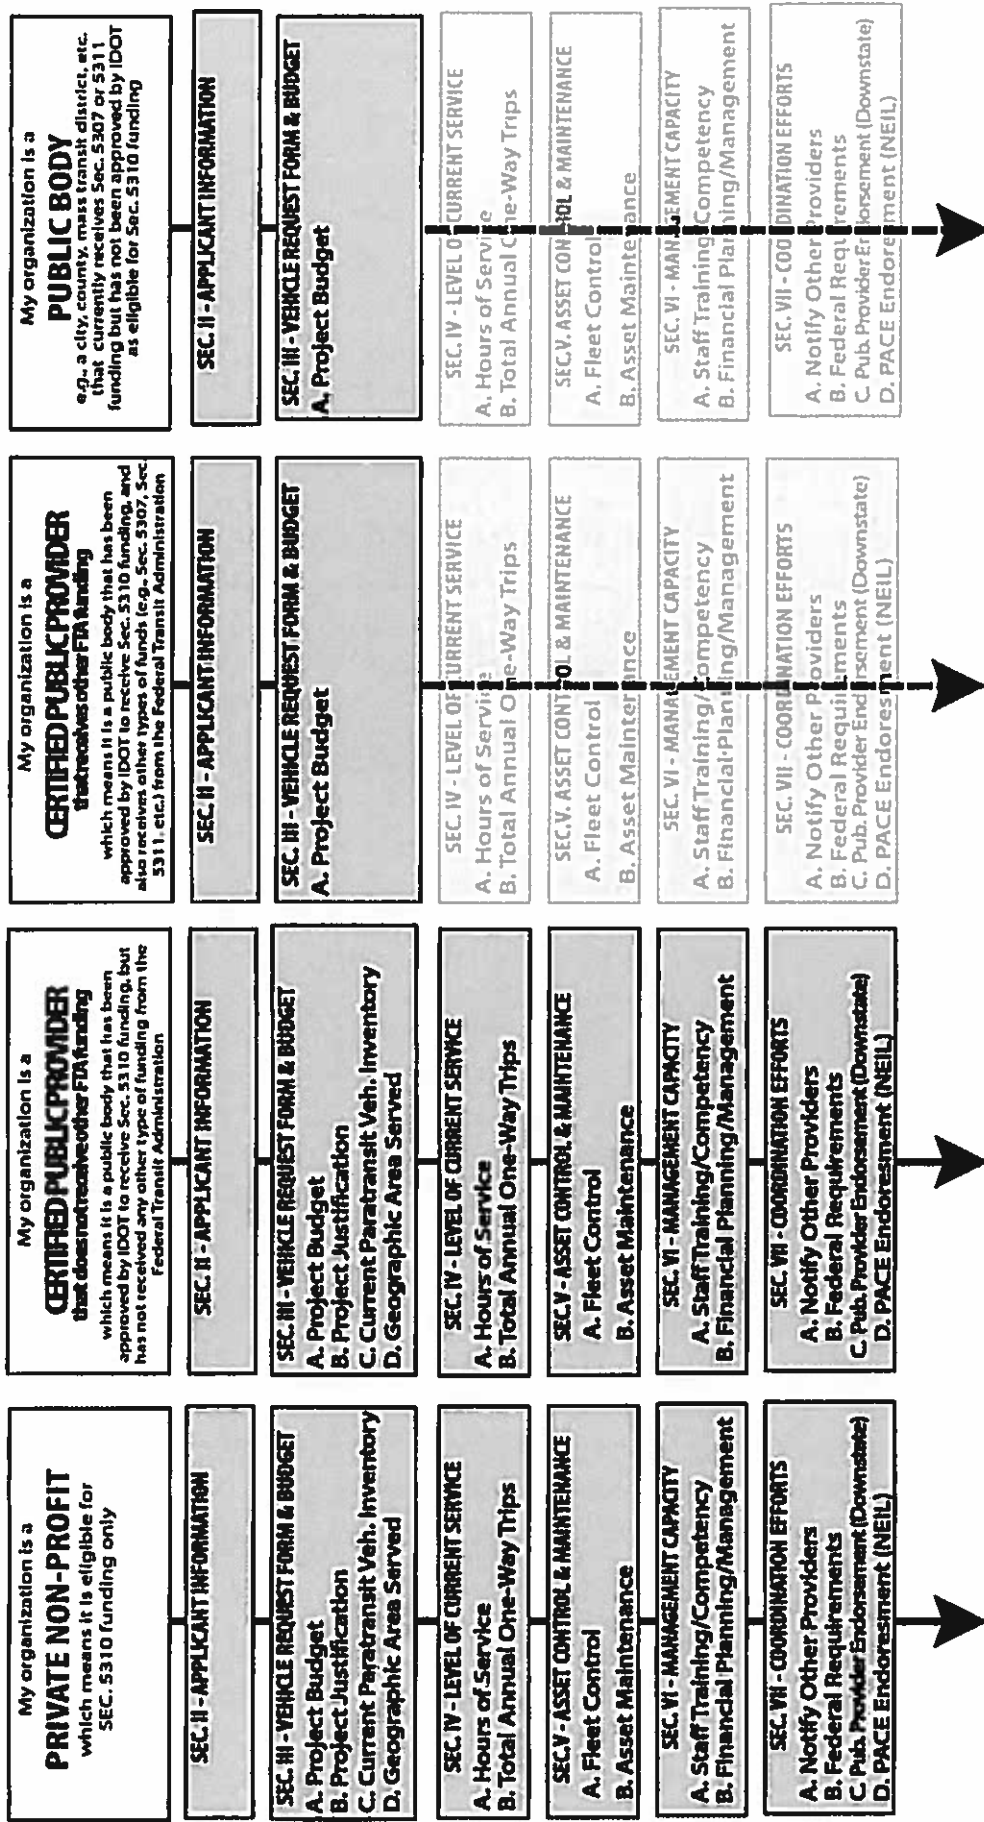 My organization is a
PRIVATE NON-PROFIT
which means it is eligible for
SEC. 5310 funding only
SEC. II - APPLICANT INFORMATION
SEC. III - VEHICLE REQUEST FORM & BUDGET
A. Project Budget
B. Project Justification
C. Current Paratransit Veh. Inventory
D. Geographic Area Served
SEC. IV - LEVEL OF CURRENT SERVICE
A. Hours of Service
B. Total Annual One-Way Trips
SEC. V - ASSET CONTROL & MAINTENANCE
A. Fleet Control
B. Asset Maintenance
SEC. VI - MANAGEMENT CAPACITY
A. Staff Training/Competency
B. Financial Planning/Management
SEC. VII - COORDINATION EFFORTS
A. Notify Other Providers
B. Federal Requirements
C. Pub. Provider Endorsement (Downstate)
D. PACE Endoresment (NEIL)
My organization is a
CERTIFIED PUBLIC PROVIDER
that does not receive other FTA funding
which means it is a public body that has been
approved by IDOT to receive Sec. 5310 funding, but
has not received any other type of funding from the
Federal Transit Administration
SEC. II - APPLICANT INFORMATION
SEC. III - VEHICLE REQUEST FORM & BUDGET
A. Project Budget
B. Project Justification
C. Current Paratransit Veh. Inventory
D. Geographic Area Served
SEC. IV - LEVEL OF CURRENT SERVICE
A. Hours of Service
B. Total Annual One-Way Trips
SEC. V - ASSET CONTROL & MAINTENANCE
A. Fleet Control
B. Asset Maintenance
SEC. VI - MANAGEMENT CAPACITY
A. Staff Training/Competency
B. Financial Planning/Management
SEC. VII - COORDINATION EFFORTS
A. Notify Other Providers
B. Federal Requirements
C. Pub. Provider Endorsement (Downstate)
D. PACE Endoresment (NEIL)
My organization is a
CERTIFIED PUBLIC PROVIDER
that receives other FTA funding
which means it is a public body that has been
approved by IDOT to receive Sec. 5310 funding, and
also receives other types of funds (e.g., Sec. 5307, Sec.
5311, etc.) from the Federal Transit Administration
SEC. II - APPLICANT INFORMATION
SEC. III - VEHICLE REQUEST FORM & BUDGET
A. Project Budget
SEC. IV - LEVEL OF CURRENT SERVICE
A. Hours of Service
B. Total Annual One-Way Trips
SEC.V. ASSET CONTROL & MAINTENANCE
A. Fleet Control
B. Asset Maintenance
SEC. VI - MANAGEMENT CAPACITY
A. Staff Training/Competency
B. Financial Planning/Management
SEC. VII - COORDINATION EFFORTS
A. Notify Other Providers
B. Federal Requirements
C. Pub. Provider Endorsement (Downstate)
D. PACE Endoresment (NEIL)
My organization is a
PUBLIC BODY
e.g., a city, county, mass transit district, etc.
that currently receives Sec. 5307 or 5311
funding but has not been approved by IDOT
as eligible for Sec. 5310 funding
SEC. II - APPLICANT INFORMATION
SEC. III - VEHICLE REQUEST FORM & BUDGET
A. Project Budget
SEC. IV - LEVEL OF CURRENT SERVICE
A. Hours of Service
B. Total Annual One-Way Trips
SEC.V. ASSET CONTROL & MAINTENANCE
A. Fleet Control
B. Asset Maintenance
SEC. VI - MANAGEMENT CAPACITY
A. Staff Training/Competency
B. Financial Planning/Management
SEC. VII - COORDINATION EFFORTS
A. Notify Other Providers
B. Federal Requirements
C. Pub. Provider Endorsement (Downstate)
D. PACE Endorement (NEIL)